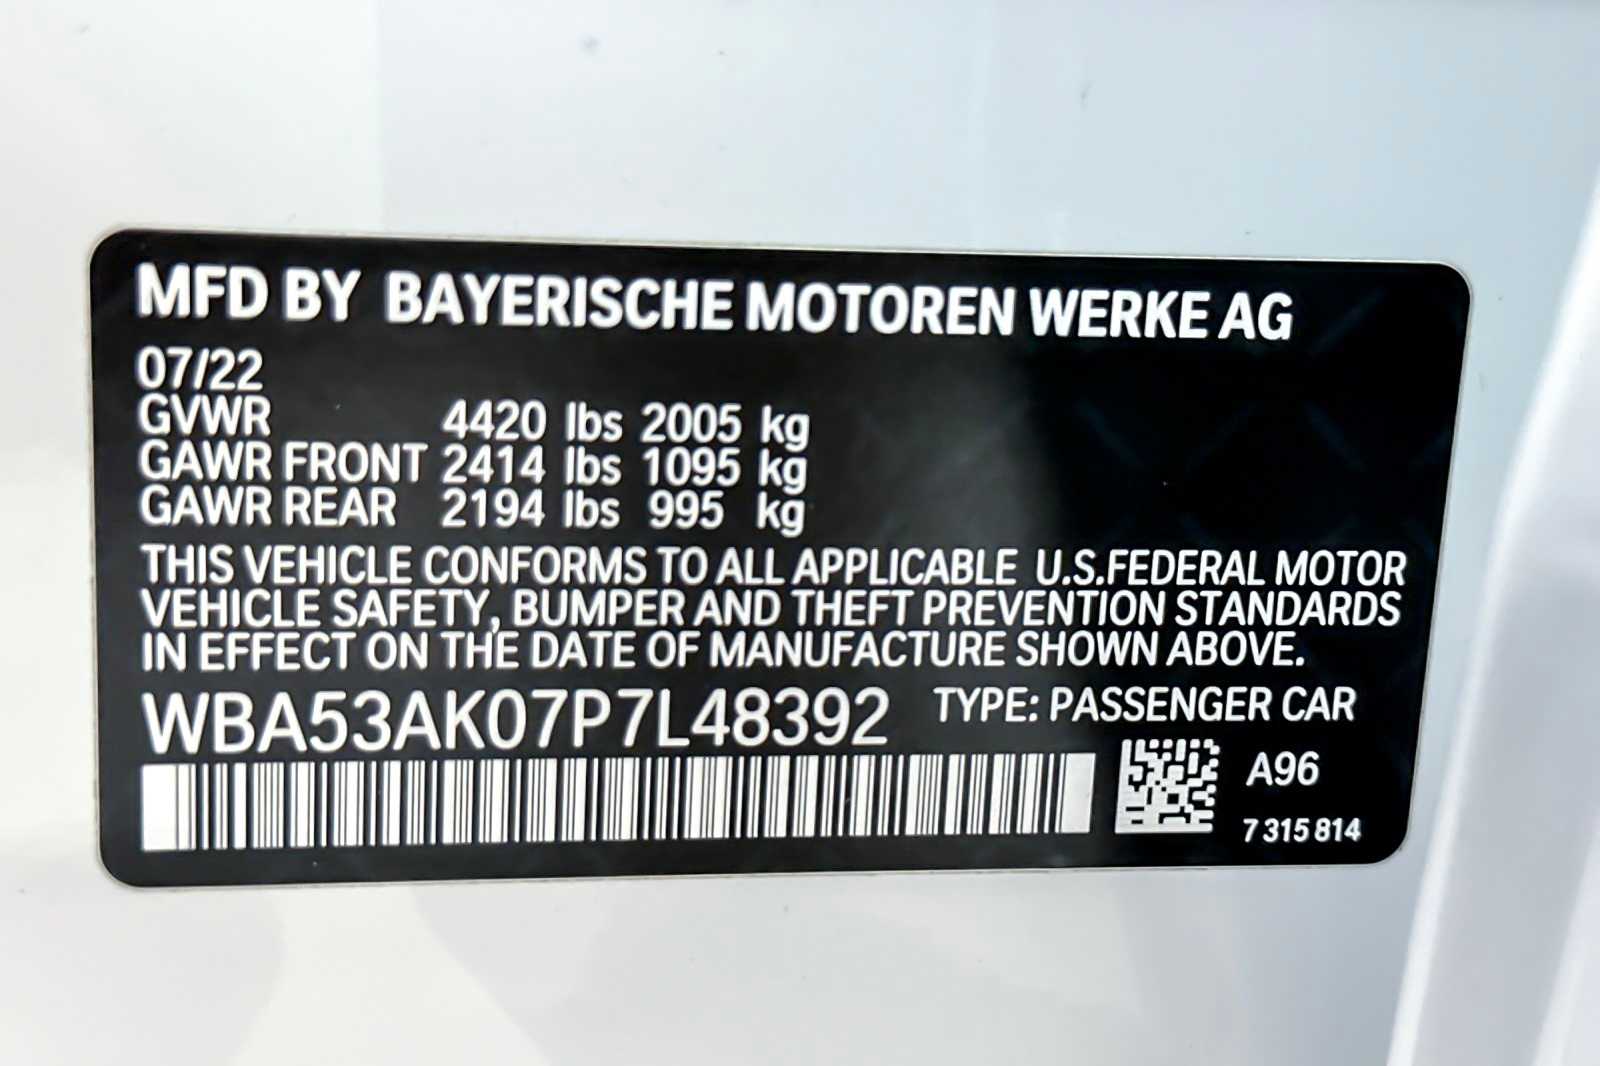 MFD BY BAYERISCHE MOTOREN WERKE AG
07/22
GVWR 4420 lbs 2005 kg
GAWR FRONT 2414 lbs 1095 kg
GAWR REAR 2194 lbs 995 kg
THIS VEHICLE CONFORMS TO ALL APPLICABLE U.S.FEDERAL MOTOR
VEHICLE SAFETY, BUMPER AND THEFT PREVENTION STANDARDS
IN EFFECT ON THE DATE OF MANUFACTURE SHOWN ABOVE.
WBA53AK07P7L48392 TYPE: PASSENGER CAR
A96
7 315 814